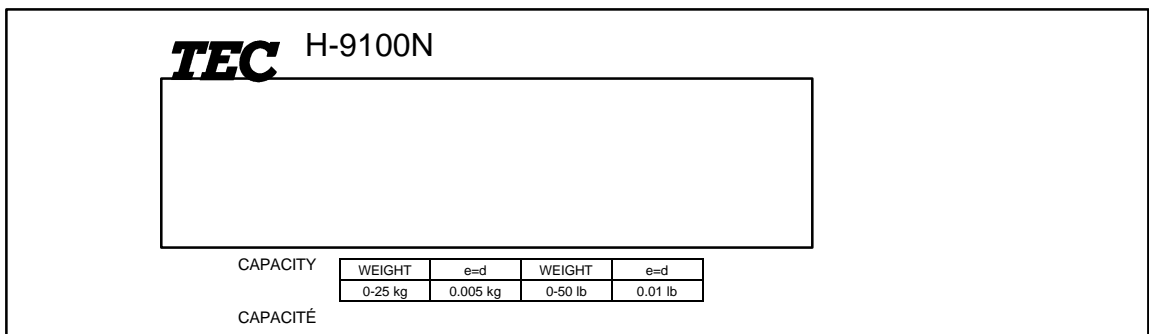 TEC H-9100N
CAPACITY
WEIGHT e=d WEIGHT e=d
0-25 kg 0.005 kg 0-50 lb 0.01 lb
CAPACITÉ